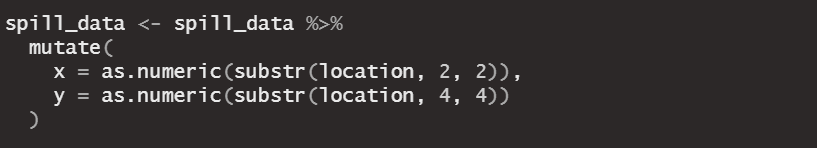 spill_data <- spill_data %>%
  mutate(
    x = as.numeric(substr(location, 2, 2)),
    y = as.numeric(substr(location, 4, 4))
  )